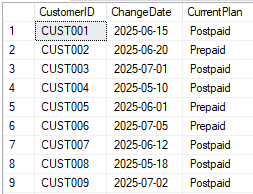 CustomerID ChangeDate CurrentPlan
1 CUST001 2025-06-15 Postpaid
2 CUST002 2025-06-20 Prepaid
3 CUST003 2025-07-01 Postpaid
4 CUST004 2025-05-10 Postpaid
5 CUST005 2025-06-01 Prepaid
6 CUST006 2025-07-05 Prepaid
7 CUST007 2025-06-12 Postpaid
8 CUST008 2025-05-18 Postpaid
9 CUST009 2025-07-02 Postpaid